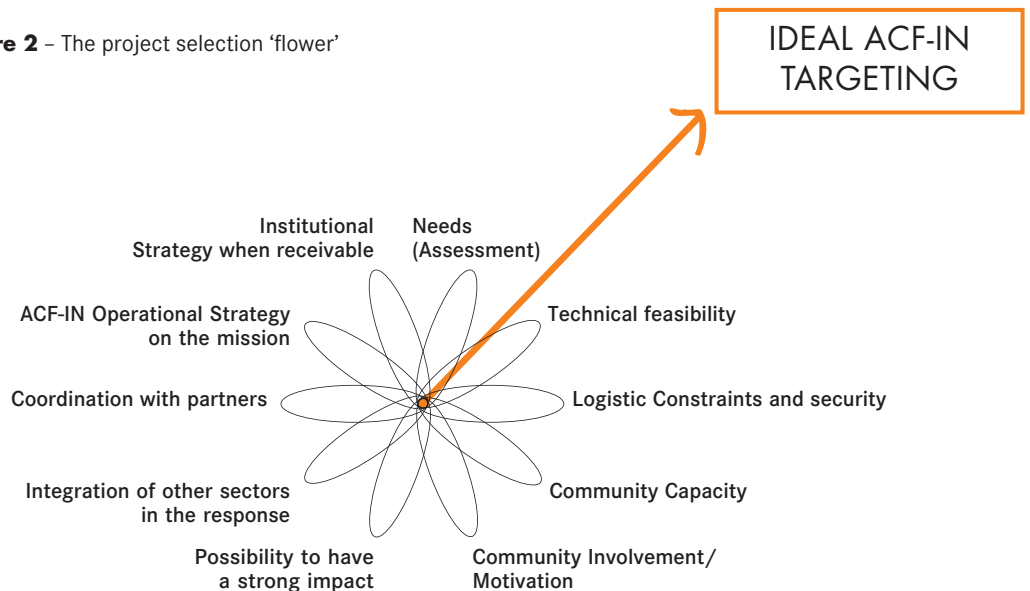 re 2 – The project selection ‘flower’
IDEAL ACF-IN
TARGETING
Institutional
Strategy when receivable
Needs
(Assessment)
ACF-IN Operational Strategy
on the mission
Technical feasibility
Coordination with partners
Logistic Constraints and security
Integration of other sectors
in the response
Community Capacity
Possibility to have
a strong impact
Community Involvement/
Motivation